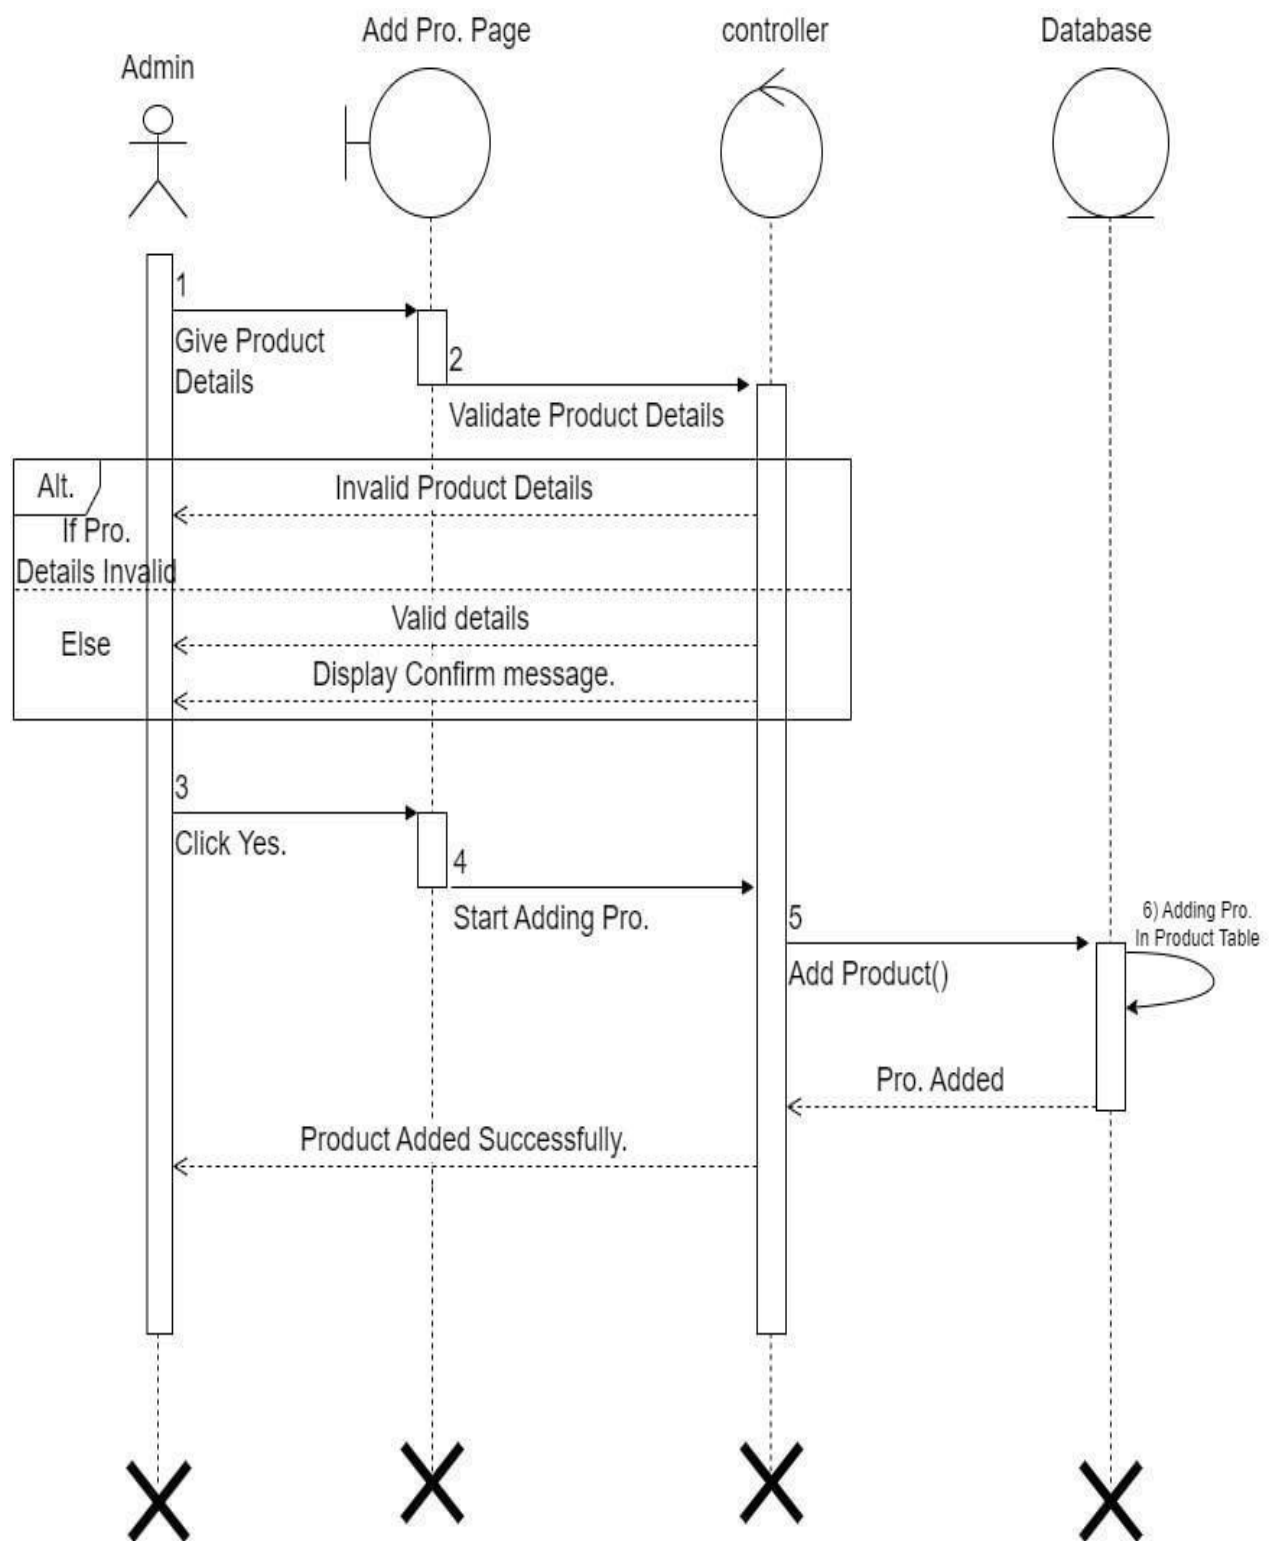 Add Pro. Page
controller
Database
Admin
1
Give Product
Details
2
Validate Product Details
Alt.
Invalid Product Details
If Pro.
Details Invalid
Valid details
Else
Display Confirm message.
3
Click Yes.
4
Start Adding Pro.
5
6) Adding Pro.
In Product Table
Add Product()
Pro. Added
Product Added Successfully.